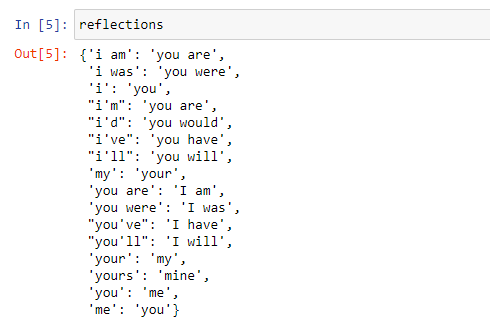 In [5]: reflections
Out[5]: {'i am': 'you are',
'i was': 'you were',
'i': 'you',
"i'm": 'you are',
"i'd": 'you would',
"i've": 'you have',
"i'll": 'you will',
'my': 'your',
'you are': 'I am',
'you were': 'I was',
"you've": 'I have',
"you'll": 'I will',
'your': 'my',
'yours': 'mine',
'you': 'me',
'me': 'you'}